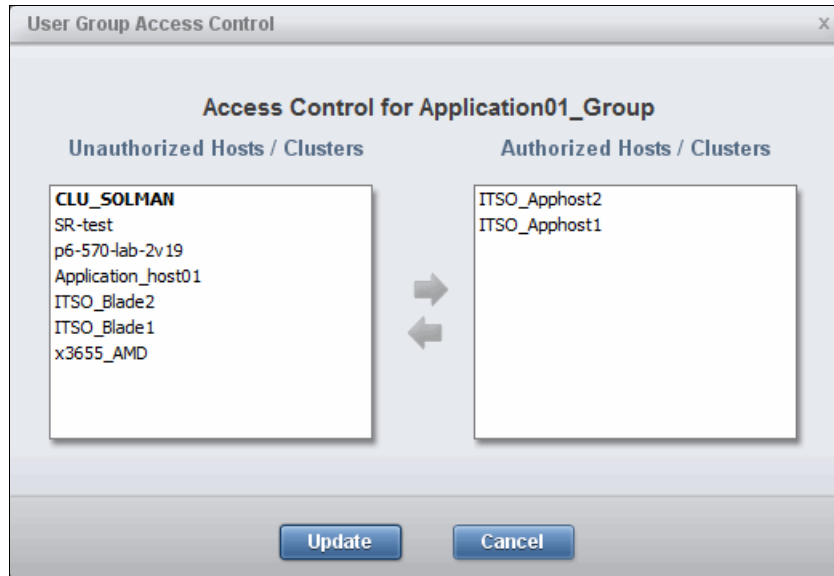 User Group Access Control
x
Access Control for Application01_Group
Unauthorized Hosts / Clusters
CLU_SOLMAN
SR-test
p6-570-lab-2v19
Application_host01
ITSO_Blade2
ITSO_Blade1
x3655_AMD
Authorized Hosts / Clusters
ITSO_Apphost2
ITSO_Apphost1
Update
Cancel